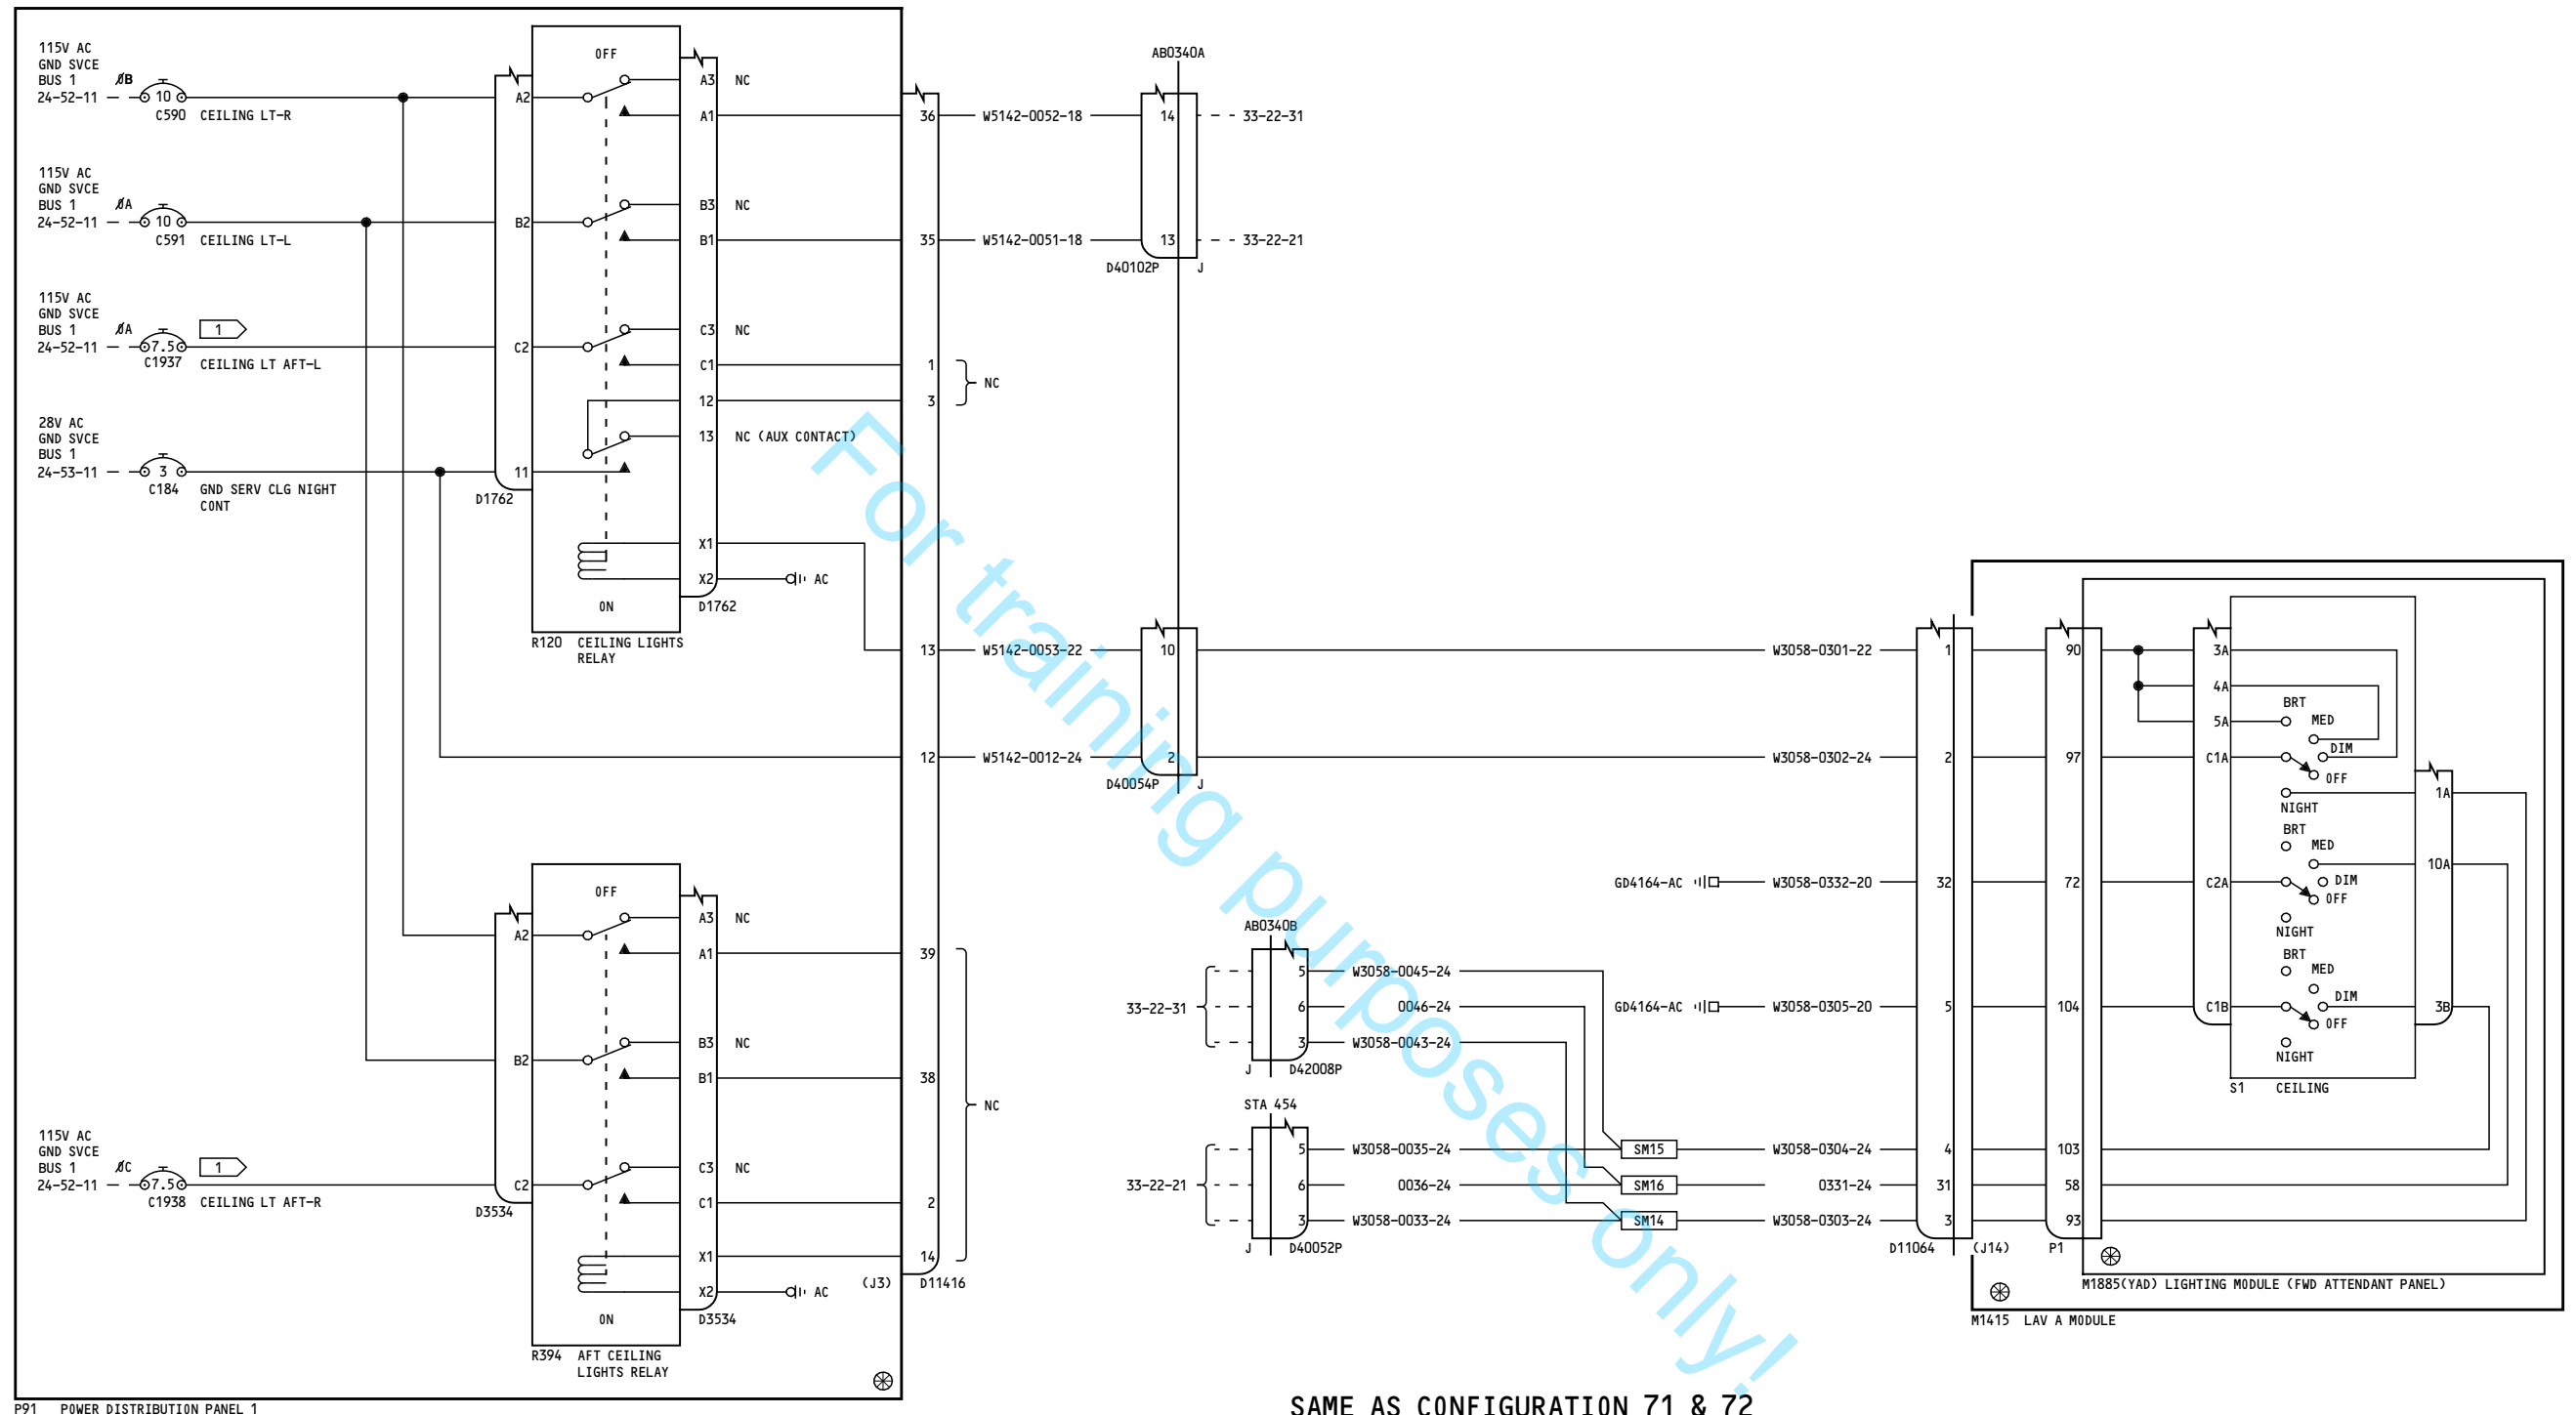 115V AC
GND SVCE
BUS 1 ØB
24-52-11 10
C590 CEILING LT-R
115V AC
GND SVCE
BUS 1 ØA
24-52-11 10
C591 CEILING LT-L
115V AC
GND SVCE
BUS 1 ØA 1
24-52-11 7.5
C1937 CEILING LT AFT-L
28V AC
GND SVCE
BUS 1
24-53-11 3
C184 GND SERV CLG NIGHT
CONT
OFF
A2
B2
C2
11
D1762
A3 NC
A1
B3 NC
B1
C3 NC
C1
12
13 NC (AUX CONTACT)
X1
X2 AC
ON
D1762
R120 CEILING LIGHTS
RELAY
115V AC
GND SVCE
BUS 1 ØC 1
24-52-11 7.5
C1938 CEILING LT AFT-R
OFF
A2
B2
C2
D3534
A3 NC
A1
B3 NC
B1
C3 NC
C1
X1
X2 AC
ON
D3534
R394 AFT CEILING
LIGHTS RELAY
P91 POWER DISTRIBUTION PANEL 1
36 W5142-0052-18
35 W5142-0051-18
1
3
NC
13 W5142-0053-22
12 W5142-0012-24
39
38
2
14
NC
(J3) D11416
AB0340A
14 33-22-31
13 33-22-21
D40102P J
10
2
D40054P J
AB0340B
33-22-31
5 W3058-0045-24
6 0046-24
3 W3058-0043-24
J D42008P
STA 454
33-22-21
5 W3058-0035-24
6 0036-24
3 W3058-0033-24
J D40052P
SM15
SM16
SM14
W3058-0301-22 1
W3058-0302-24 2
GD4164-AC W3058-0332-20 32
GD4164-AC W3058-0305-20 5
W3058-0304-24 4
0331-24 31
W3058-0303-24 3
D11064 (J14)
90
97
72
104
103
58
93
P1
3A
4A
5A
C1A
C2A
C1B
BRT
MED
DIM
OFF
NIGHT
BRT
MED
DIM
OFF
NIGHT
BRT
MED
DIM
OFF
NIGHT
1A
10A
3B
S1 CEILING
M1885(YAD) LIGHTING MODULE (FWD ATTENDANT PANEL)
M1415 LAV A MODULE
For training purposes only!
SAME AS CONFIGURATION 71 & 72